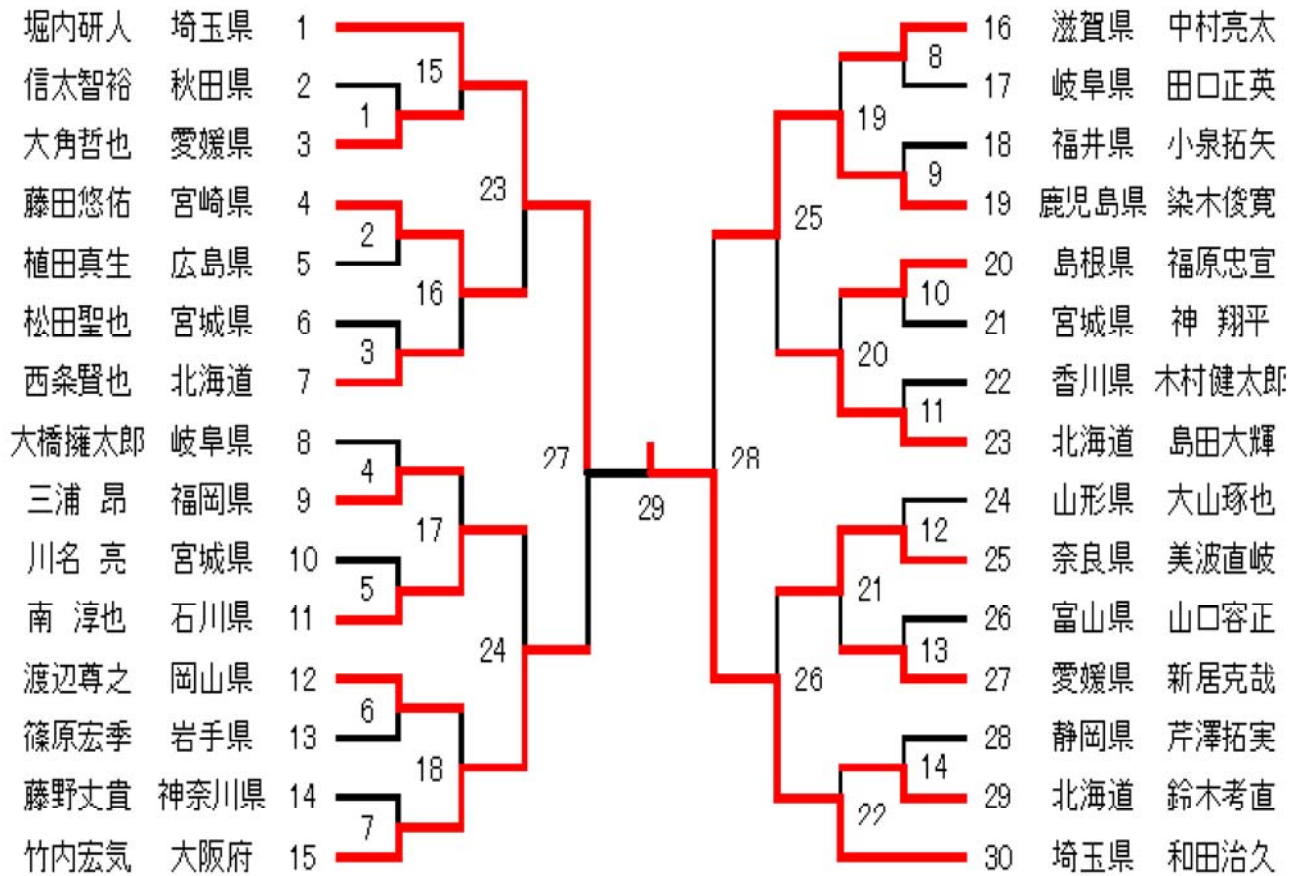 堀内研人 埼玉県 1
信太智裕 秋田県 2
大角哲也 愛媛県 3
藤田悠佑 宮崎県 4
植田真生 広島県 5
松田聖也 宮城県 6
西条賢也 北海道 7
大橋擁太郎 岐阜県 8
三浦 昂 福岡県 9
川名 亮 宮城県 10
南 淳也 石川県 11
渡辺尊之 岡山県 12
篠原宏季 岩手県 13
藤野丈貴 神奈川県 14
竹内宏気 大阪府 15
1
2
3
4
5
6
7
15
16
17
18
23
24
27
29
28
25
26
19
20
21
22
8
9
10
11
12
13
14
16 滋賀県 中村亮太
17 岐阜県 田口正英
18 福井県 小泉拓矢
19 鹿児島県 染木俊寛
20 島根県 福原忠宣
21 宮城県 神 翔平
22 香川県 木村健太郎
23 北海道 島田大輝
24 山形県 大山琢也
25 奈良県 美波直岐
26 富山県 山口容正
27 愛媛県 新居克哉
28 静岡県 芹澤拓実
29 北海道 鈴木考直
30 埼玉県 和田治久